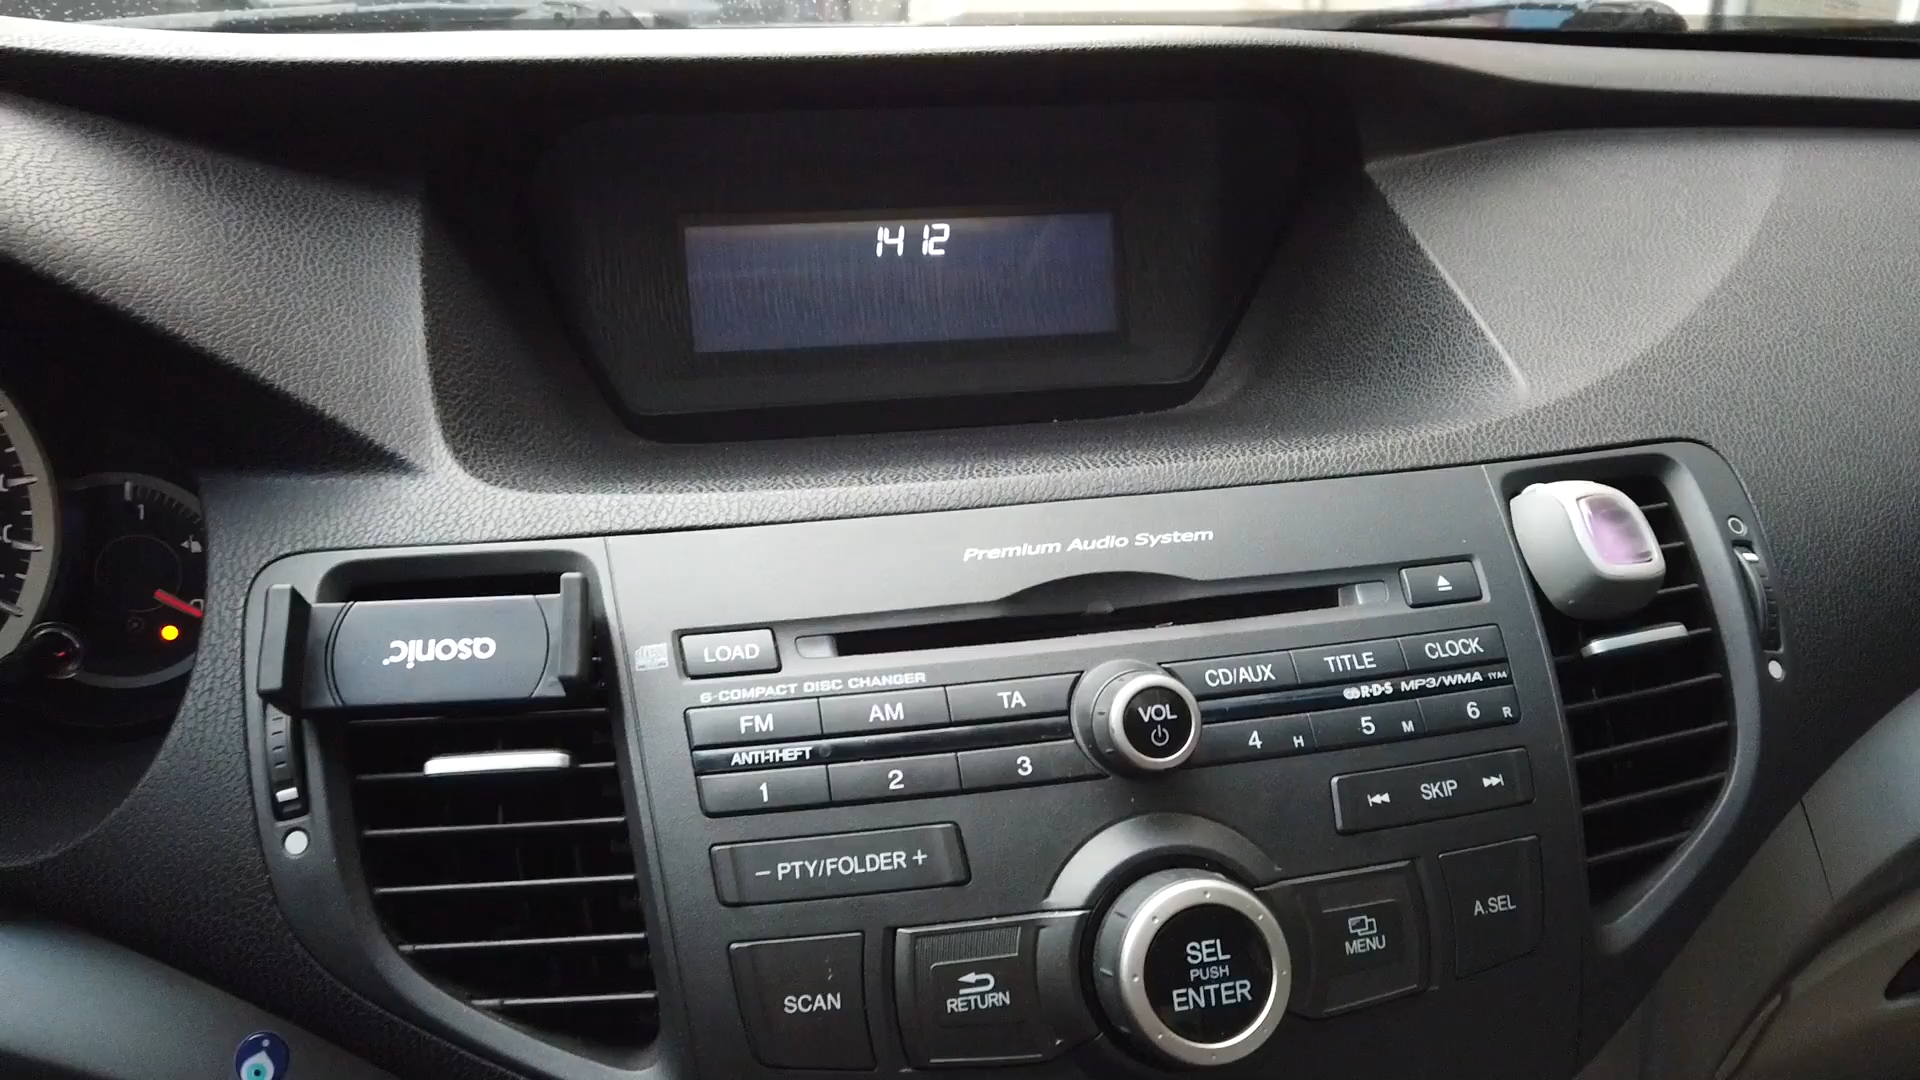 14 12
1
0
Premium Audio System
asonic
LOAD
6-COMPACT DISC CHANGER
CD/AUX
TITLE
CLOCK
FM
AM
TA
VOL
RDS MP3/WMA
ANTI-THEFT
1
2
3
4 H
5 M
6 R
SKIP
– PTY/FOLDER +
SCAN
RETURN
SEL
PUSH
ENTER
MENU
A.SEL